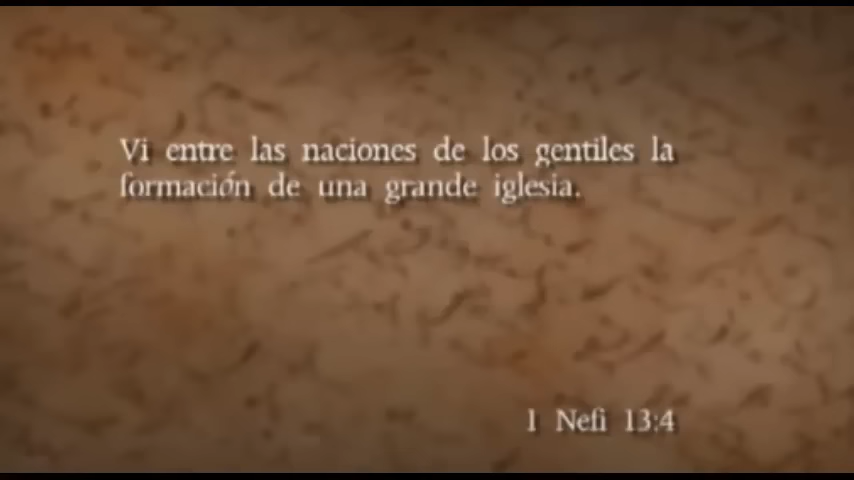 Vi entre las naciones de los gentiles la
formación de una grande iglesia.
1 Nefi 13:4